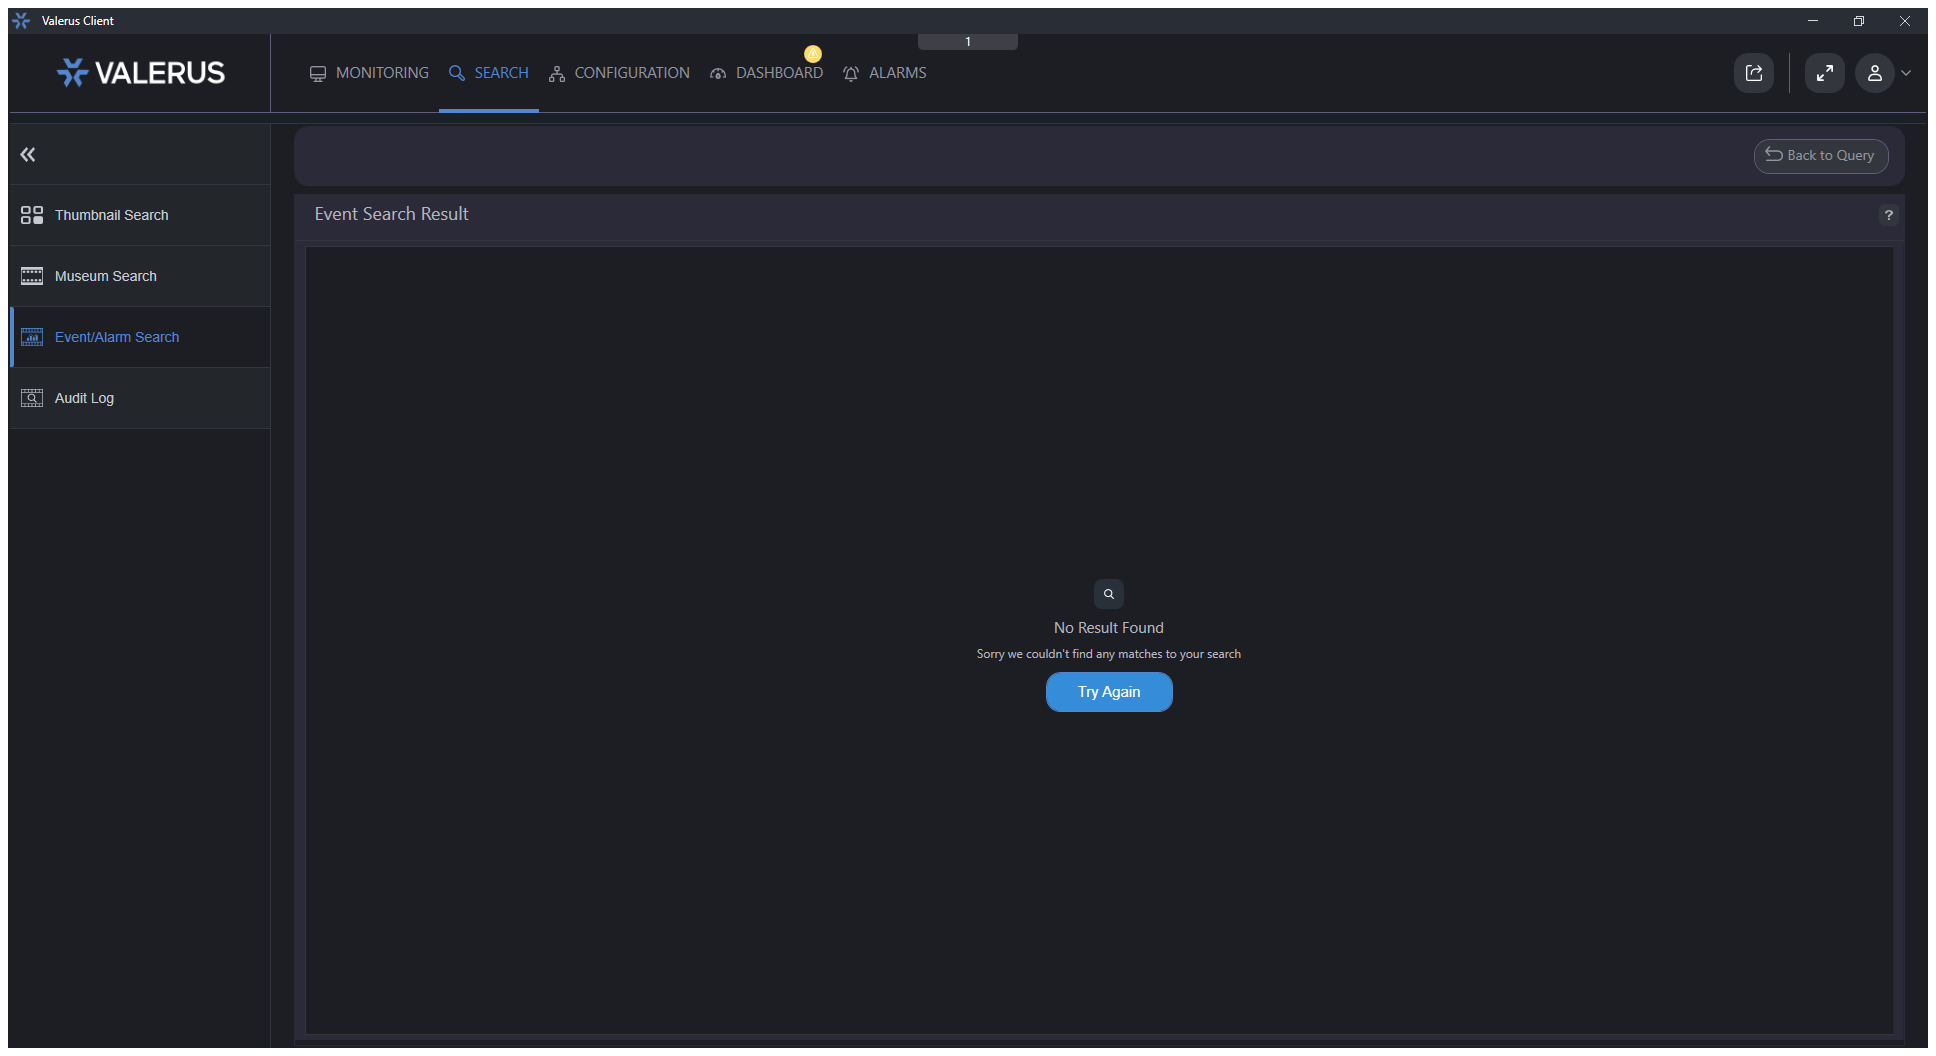 Valerus Client
1
VALERUS
MONITORING SEARCH CONFIGURATION DASHBOARD ALARMS
Back to Query
Thumbnail Search
Museum Search
Event/Alarm Search
Audit Log
Event Search Result
?
No Result Found
Sorry we couldn't find any matches to your search
Try Again